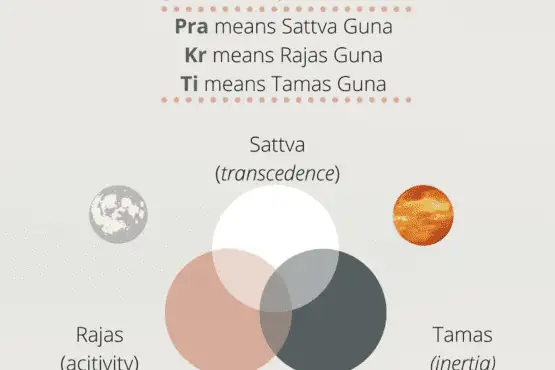 Pra means Sattva Guna
Kr means Rajas Guna
Ti means Tamas Guna
Sattva
(transcedence)
Rajas
(acitivity)
Tamas
(inertia)